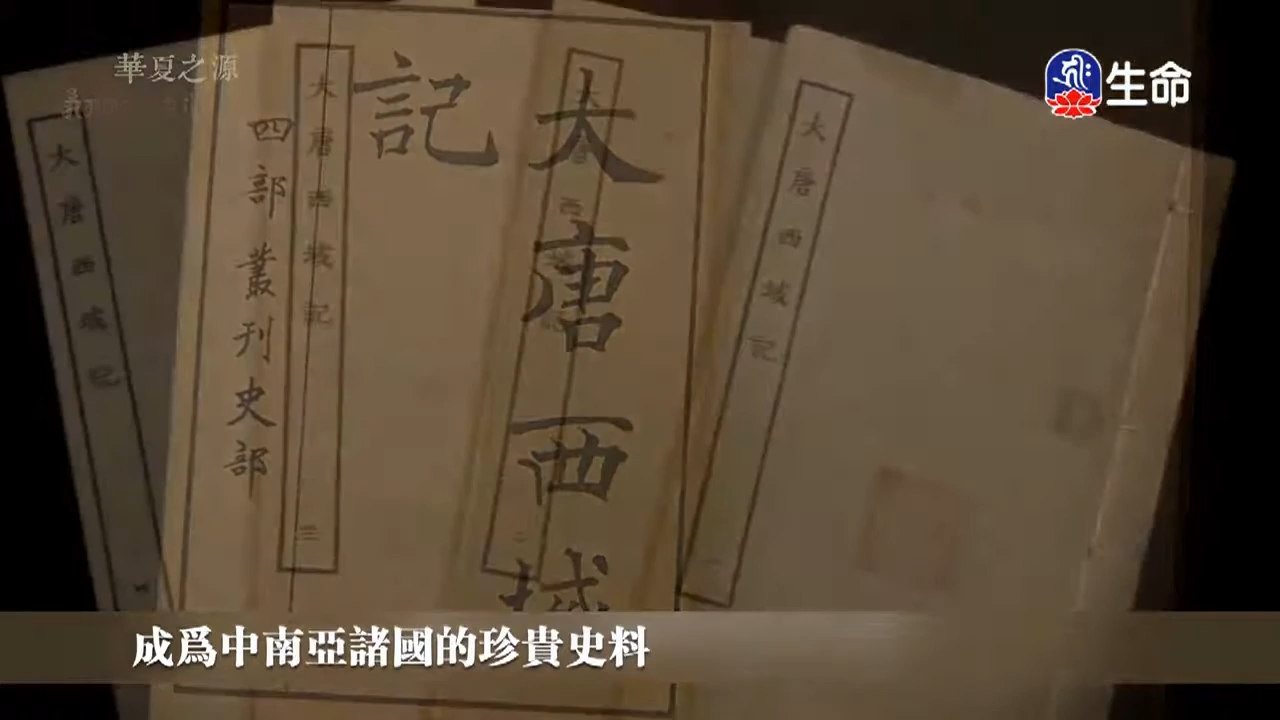 華夏之源
生命
大唐西域
記
四部叢刊史部
大唐西域記
三
大唐西域記
大唐西域記
二
成爲中南亞諸國的珍貴史料